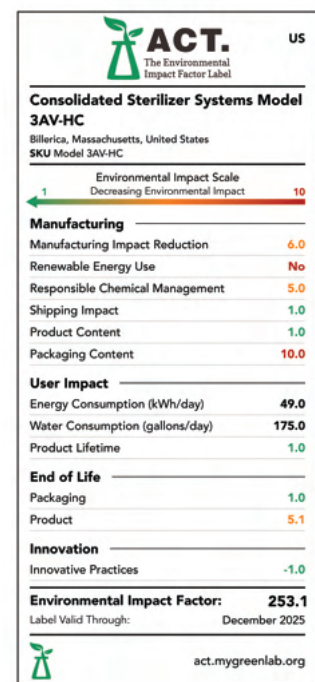 ACT. US
The Environmental
Impact Factor Label
Consolidated Sterilizer Systems Model
3AV-HC
Billerica, Massachusetts, United States
SKU Model 3AV-HC
Environmental Impact Scale
1 Decreasing Environmental Impact 10
Manufacturing
Manufacturing Impact Reduction 6.0
Renewable Energy Use No
Responsible Chemical Management 5.0
Shipping Impact 1.0
Product Content 1.0
Packaging Content 10.0
User Impact
Energy Consumption (kWh/day) 49.0
Water Consumption (gallons/day) 175.0
Product Lifetime 1.0
End of Life
Packaging 1.0
Product 5.1
Innovation
Innovative Practices -1.0
Environmental Impact Factor: 253.1
Label Valid Through: December 2025
act.mygreenlab.org